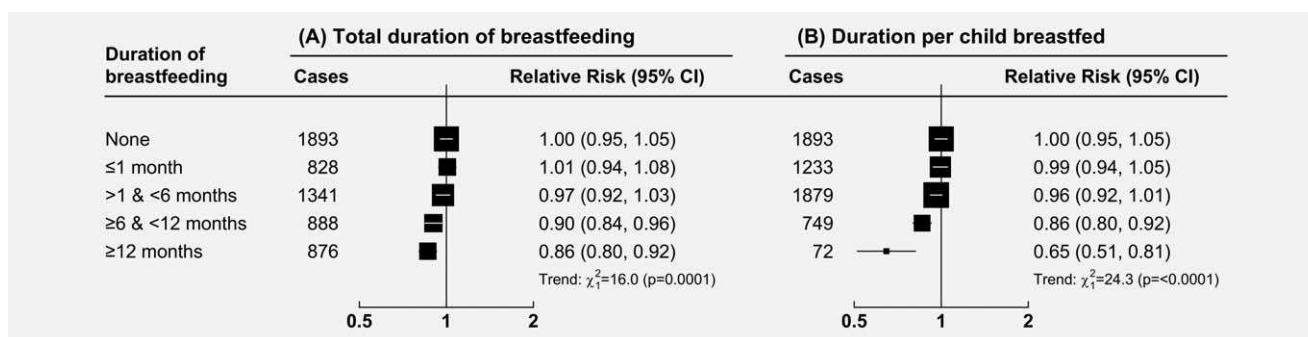 (A) Total duration of breastfeeding (B) Duration per child breastfed
Duration of breastfeeding Cases Relative Risk (95% CI) Cases Relative Risk (95% CI)
None 1893 1.00 (0.95, 1.05) 1893 1.00 (0.95, 1.05)
≤1 month 828 1.01 (0.94, 1.08) 1233 0.99 (0.94, 1.05)
>1 & <6 months 1341 0.97 (0.92, 1.03) 1879 0.96 (0.92, 1.01)
≥6 & <12 months 888 0.90 (0.84, 0.96) 749 0.86 (0.80, 0.92)
≥12 months 876 0.86 (0.80, 0.92) 72 0.65 (0.51, 0.81)
Trend: χ²₁=16.0 (p=0.0001) Trend: χ²₁=24.3 (p=<0.0001)
0.5 1 2 0.5 1 2